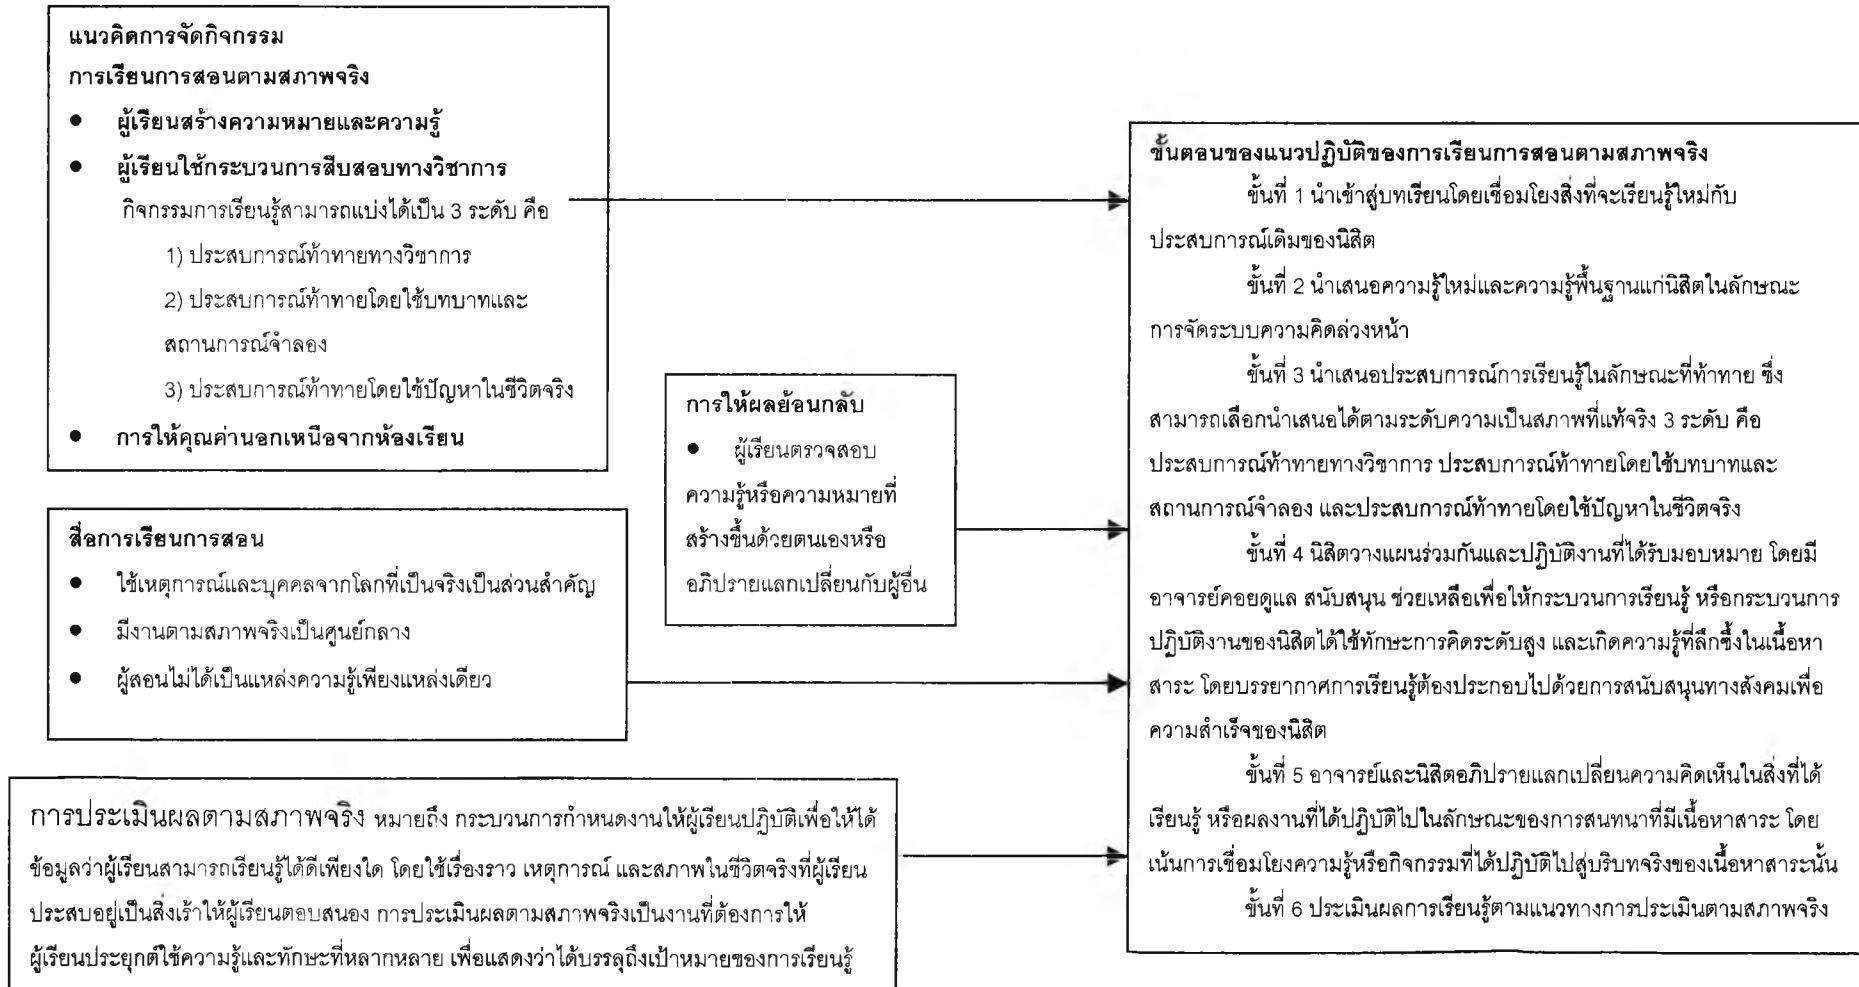 แนวคิดการจัดกิจกรรม
การเรียนการสอนตามสภาพจริง
● ผู้เรียนสร้างความหมายและความรู้
● ผู้เรียนใช้กระบวนการสืบสอบทางวิชาการ
กิจกรรมการเรียนรู้สามารถแบ่งได้เป็น 3 ระดับ คือ
1) ประสบการณ์ท้าทายทางวิชาการ
2) ประสบการณ์ท้าทายโดยใช้บทบาทและ
สถานการณ์จำลอง
3) ประสบการณ์ท้าทายโดยใช้ปัญหาในชีวิตจริง
● การให้คุณค่านอกเหนือจากห้องเรียน
สื่อการเรียนการสอน
● ใช้เหตุการณ์และบุคคลจากโลกที่เป็นจริงเป็นส่วนสำคัญ
● มีงานตามสภาพจริงเป็นศูนย์กลาง
● ผู้สอนไม่ได้เป็นแหล่งความรู้เพียงแหล่งเดียว
การประเมินผลตามสภาพจริง หมายถึง กระบวนการกำหนดงานให้ผู้เรียนปฏิบัติเพื่อให้ได้
ข้อมูลว่าผู้เรียนสามารถเรียนรู้ได้ดีเพียงใด โดยใช้เรื่องราว เหตุการณ์ และสภาพในชีวิตจริงที่ผู้เรียน
ประสบอยู่เป็นสิ่งเร้าให้ผู้เรียนตอบสนอง การประเมินผลตามสภาพจริงเป็นงานที่ต้องการให้
ผู้เรียนประยุกต์ใช้ความรู้และทักษะที่หลากหลาย เพื่อแสดงว่าได้บรรลุถึงเป้าหมายของการเรียนรู้
การให้ผลย้อนกลับ
● ผู้เรียนตรวจสอบ
ความรู้หรือความหมายที่
สร้างขึ้นด้วยตนเองหรือ
อภิปรายแลกเปลี่ยนกับผู้อื่น
ขั้นตอนของแนวปฏิบัติของการเรียนการสอนตามสภาพจริง
ขั้นที่ 1 นำเข้าสู่บทเรียนโดยเชื่อมโยงสิ่งที่จะเรียนรู้ใหม่กับ
ประสบการณ์เดิมของนิสิต
ขั้นที่ 2 นำเสนอความรู้ใหม่และความรู้พื้นฐานแก่นิสิตในลักษณะ
การจัดระบบความคิดล่วงหน้า
ขั้นที่ 3 นำเสนอประสบการณ์การเรียนรู้ในลักษณะที่ท้าทาย ซึ่ง
สามารถเลือกนำเสนอได้ตามระดับความเป็นสภาพที่แท้จริง 3 ระดับ คือ
ประสบการณ์ท้าทายทางวิชาการ ประสบการณ์ท้าทายโดยใช้บทบาทและ
สถานการณ์จำลอง และประสบการณ์ท้าทายโดยใช้ปัญหาในชีวิตจริง
ขั้นที่ 4 นิสิตวางแผนร่วมกันและปฏิบัติงานที่ได้รับมอบหมาย โดยมี
อาจารย์คอยดูแล สนับสนุน ช่วยเหลือเพื่อให้กระบวนการเรียนรู้ หรือกระบวนการ
ปฏิบัติงานของนิสิตได้ใช้ทักษะการคิดระดับสูง และเกิดความรู้ที่ลึกซึ้งในเนื้อหา
สาระ โดยบรรยากาศการเรียนรู้ต้องประกอบไปด้วยการสนับสนุนทางสังคมเพื่อ
ความสำเร็จของนิสิต
ขั้นที่ 5 อาจารย์และนิสิตอภิปรายแลกเปลี่ยนความคิดเห็นในสิ่งที่ได้
เรียนรู้ หรือผลงานที่ได้ปฏิบัติไปในลักษณะของการสนทนาที่มีเนื้อหาสาระ โดย
เน้นการเชื่อมโยงความรู้หรือกิจกรรมที่ได้ปฏิบัติไปสู่บริบทจริงของเนื้อหาสาระนั้น
ขั้นที่ 6 ประเมินผลการเรียนรู้ตามแนวทางการประเมินตามสภาพจริง